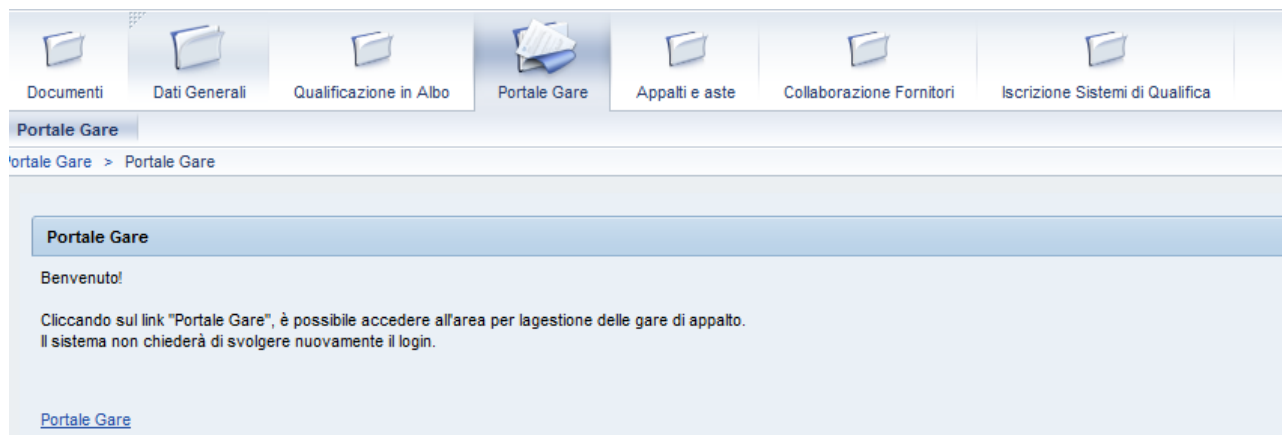 Documenti
Dati Generali
Qualificazione in Albo
Portale Gare
Appalti e aste
Collaborazione Fornitori
Iscrizione Sistemi di Qualifica
Portale Gare
Portale Gare > Portale Gare
Portale Gare
Benvenuto!
Cliccando sul link "Portale Gare", è possibile accedere all'area per lagestione delle gare di appalto.
Il sistema non chiederà di svolgere nuovamente il login.
Portale Gare